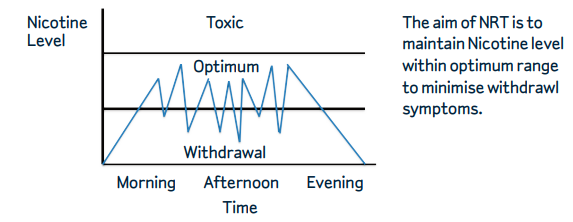 Nicotine
Level
Toxic
Optimum
Withdrawal
Morning
Afternoon
Evening
Time
The aim of NRT is to
maintain Nicotine level
within optimum range
to minimise withdrawl
symptoms.